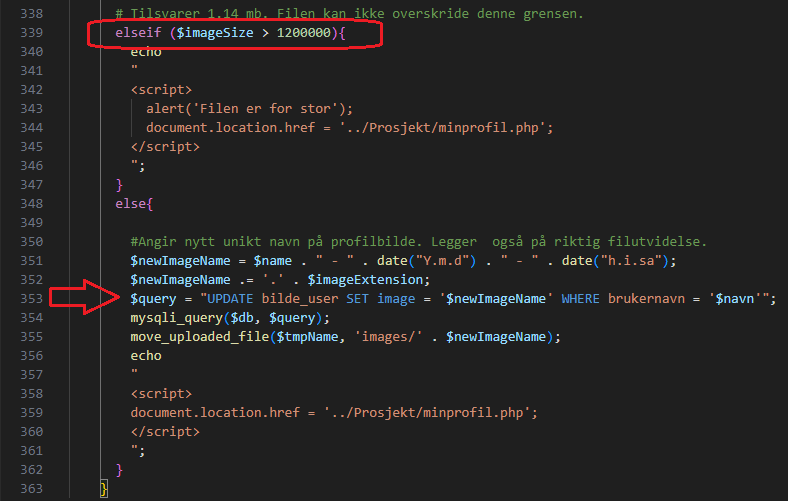 338 # Tilsvarer 1.14 mb. Filen kan ikke overskride denne grensen.
339 elseif ($imageSize > 1200000){
340 echo
341 "
342 <script>
343 alert('Filen er for stor');
344 document.location.href = '../Prosjekt/minprofil.php';
345 </script>
346 ";
347 }
348 else{
349
350 #Angir nytt unikt navn på profilbilde. Legger  også på riktig filutvidelse.
351 $newImageName = $name . " - " . date("Y.m.d") . " - " . date("h.i.sa");
352 $newImageName .= '.' . $imageExtension;
353 $query = "UPDATE bilde_user SET image = '$newImageName' WHERE brukernavn = '$navn'";
354 mysqli_query($db, $query);
355 move_uploaded_file($tmpName, 'images/' . $newImageName);
356 echo
357 "
358 <script>
359 document.location.href = '../Prosjekt/minprofil.php';
360 </script>
361 ";
362 }
363 }